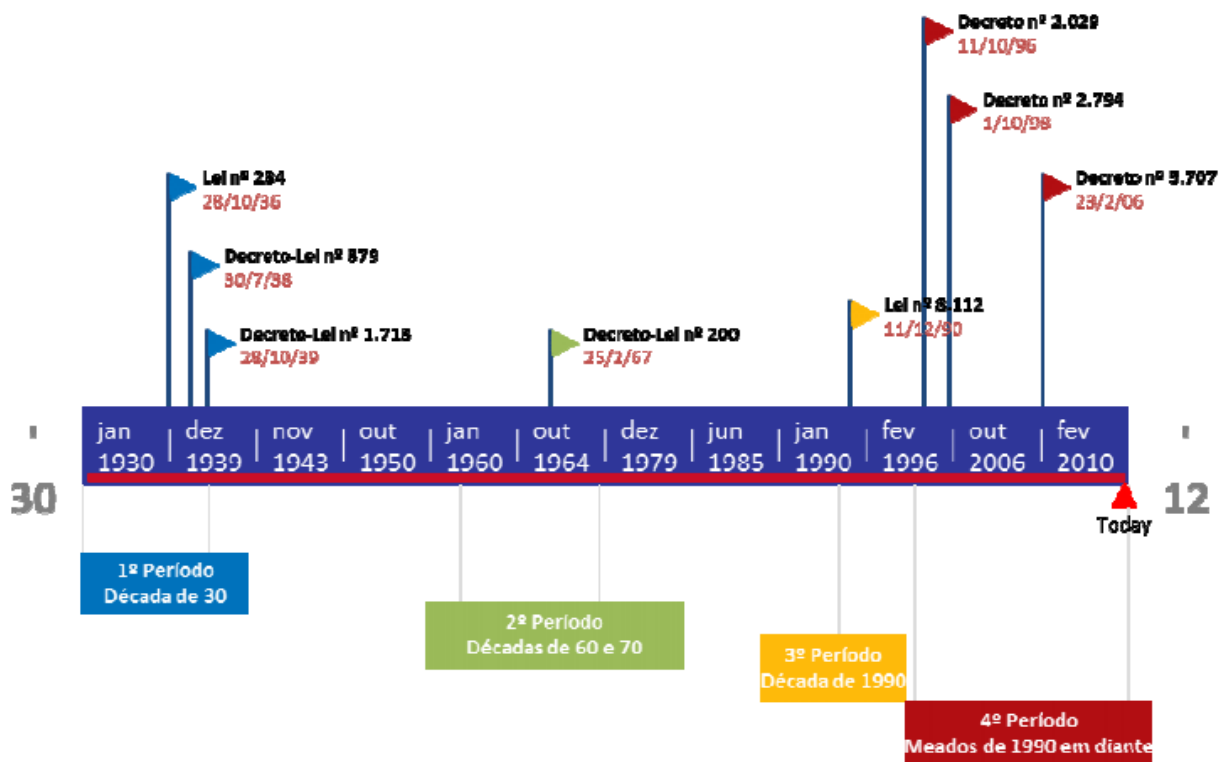 Decreto nº 2.029
11/10/96
Decreto nº 2.794
1/10/98
Lei nº 284
28/10/36
Decreto nº 5.707
23/2/06
Decreto-Lei nº 579
30/7/38
Lei nº 8.112
11/12/90
Decreto-Lei nº 1.713
28/10/39
Decreto-Lei nº 200
25/2/67
jan dez nov out jan out dez jun jan fev out fev
1930 1939 1943 1950 1960 1964 1979 1985 1990 1996 2006 2010
30
12
Today
1º Período
Década de 30
2º Período
Décadas de 60 e 70
3º Período
Década de 1990
4º Período
Meados de 1990 em diante